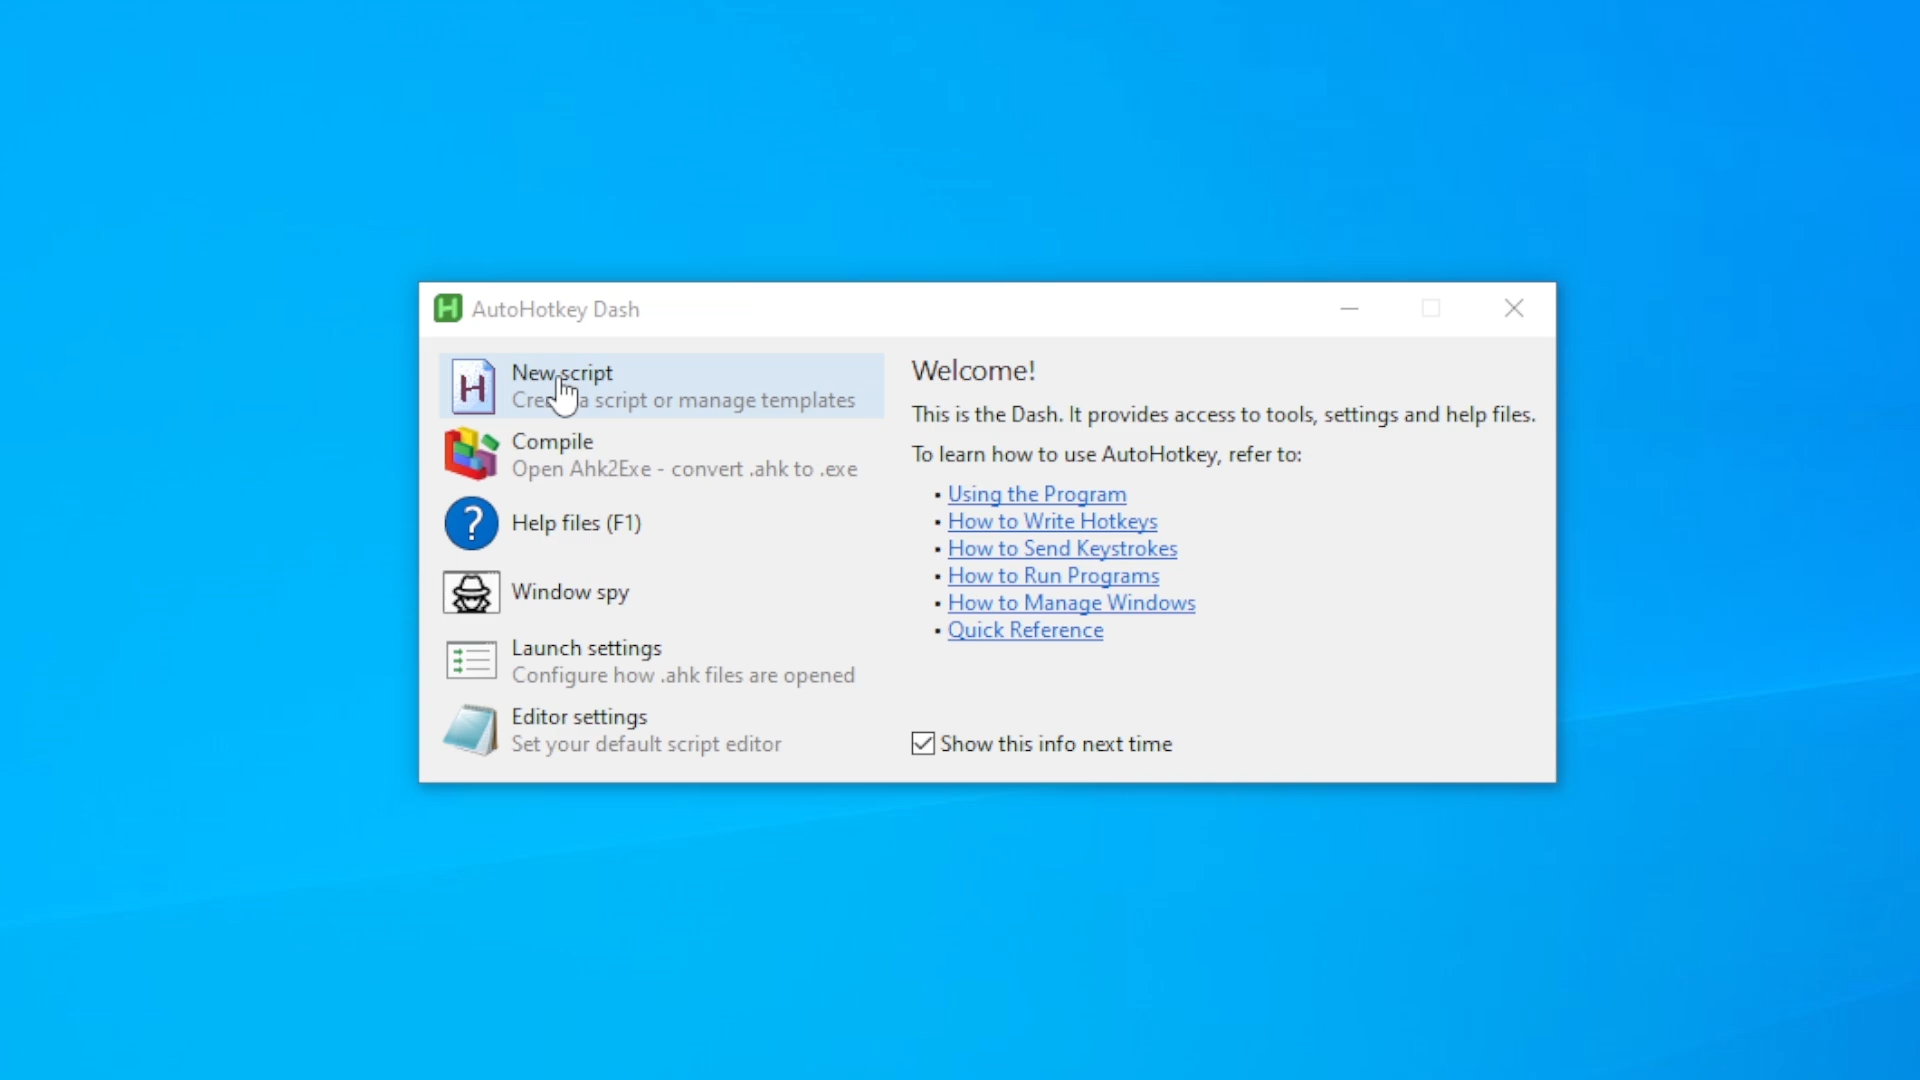 AutoHotkey Dash
New script
Create a script or manage templates
Compile
Open Ahk2Exe - convert .ahk to .exe
Help files (F1)
Window spy
Launch settings
Configure how .ahk files are opened
Editor settings
Set your default script editor
Welcome!
This is the Dash. It provides access to tools, settings and help files.
To learn how to use AutoHotkey, refer to:
• Using the Program
• How to Write Hotkeys
• How to Send Keystrokes
• How to Run Programs
• How to Manage Windows
• Quick Reference
Show this info next time